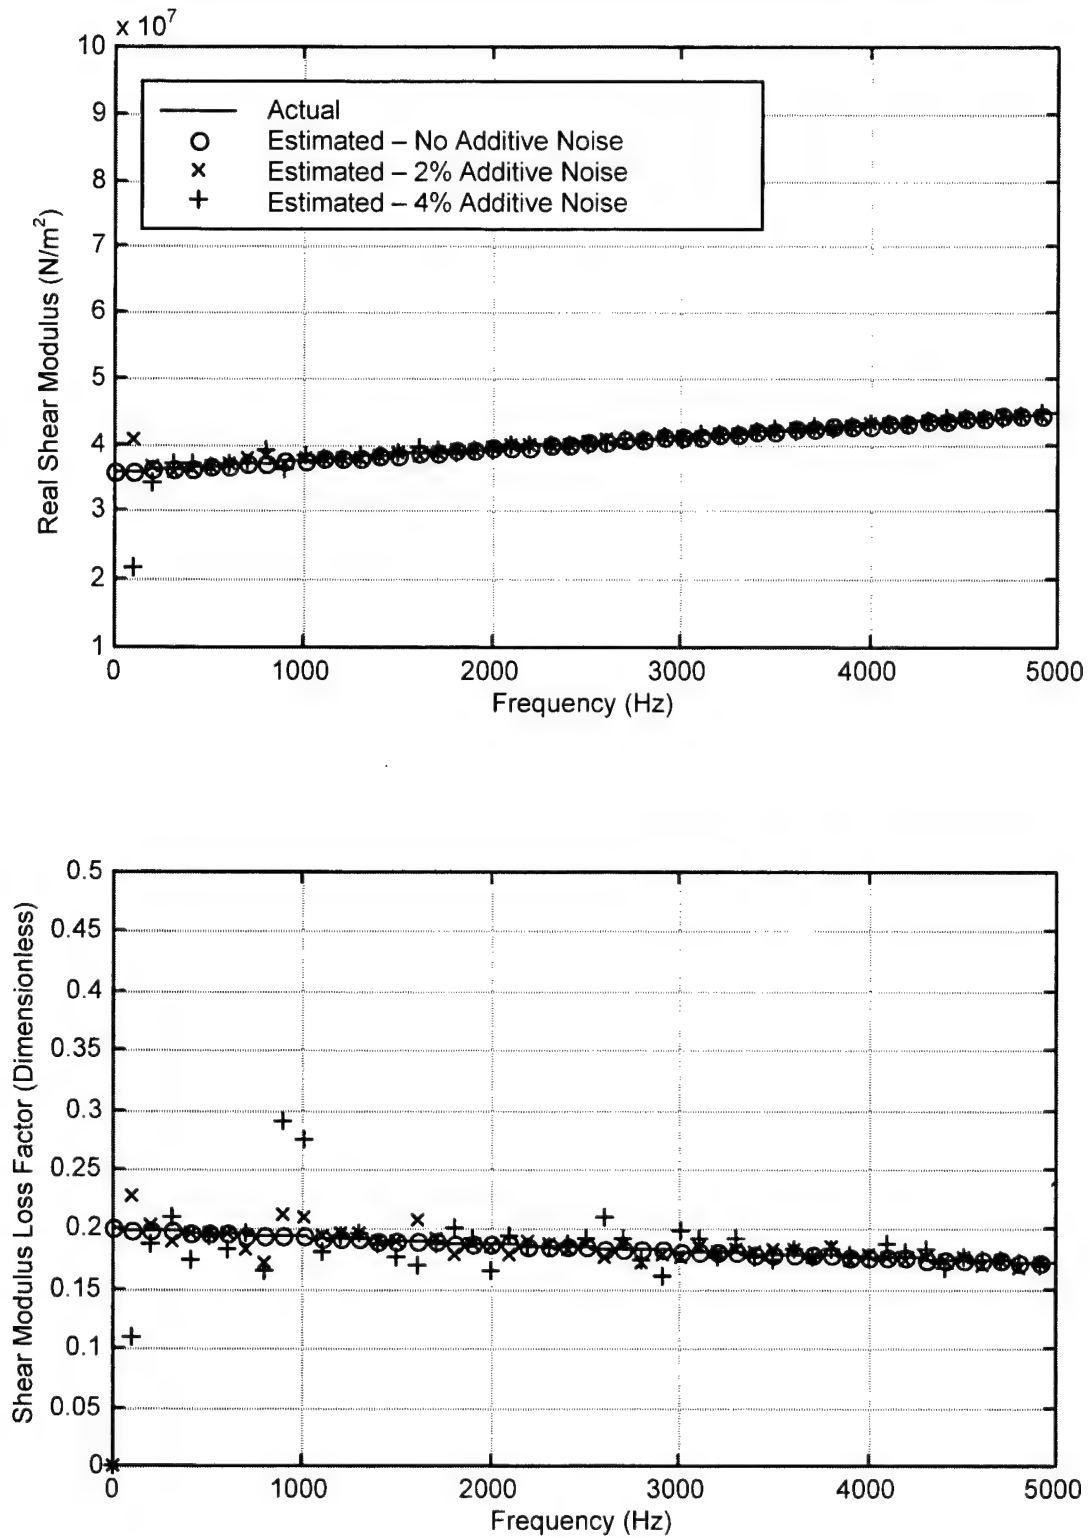 x 10⁷
10
9
8
7
6
5
4
3
2
1
Real Shear Modulus (N/m²)
Actual
Estimated – No Additive Noise
Estimated – 2% Additive Noise
Estimated – 4% Additive Noise
0 1000 2000 3000 4000 5000
Frequency (Hz)
0.5
0.45
0.4
0.35
0.3
0.25
0.2
0.15
0.1
0.05
0
Shear Modulus Loss Factor (Dimensionless)
0 1000 2000 3000 4000 5000
Frequency (Hz)